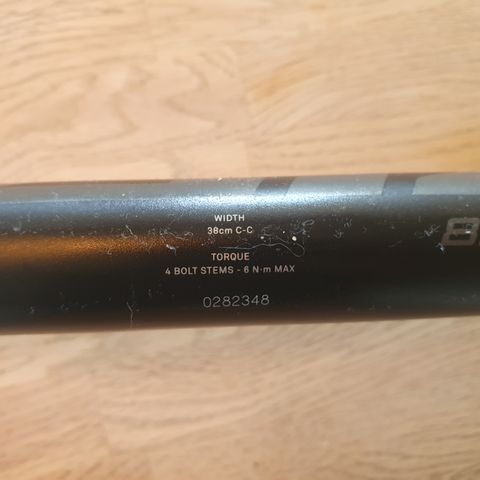 WIDTH
38cm C-C
TORQUE
4 BOLT STEMS - 6 N·m MAX
0282348